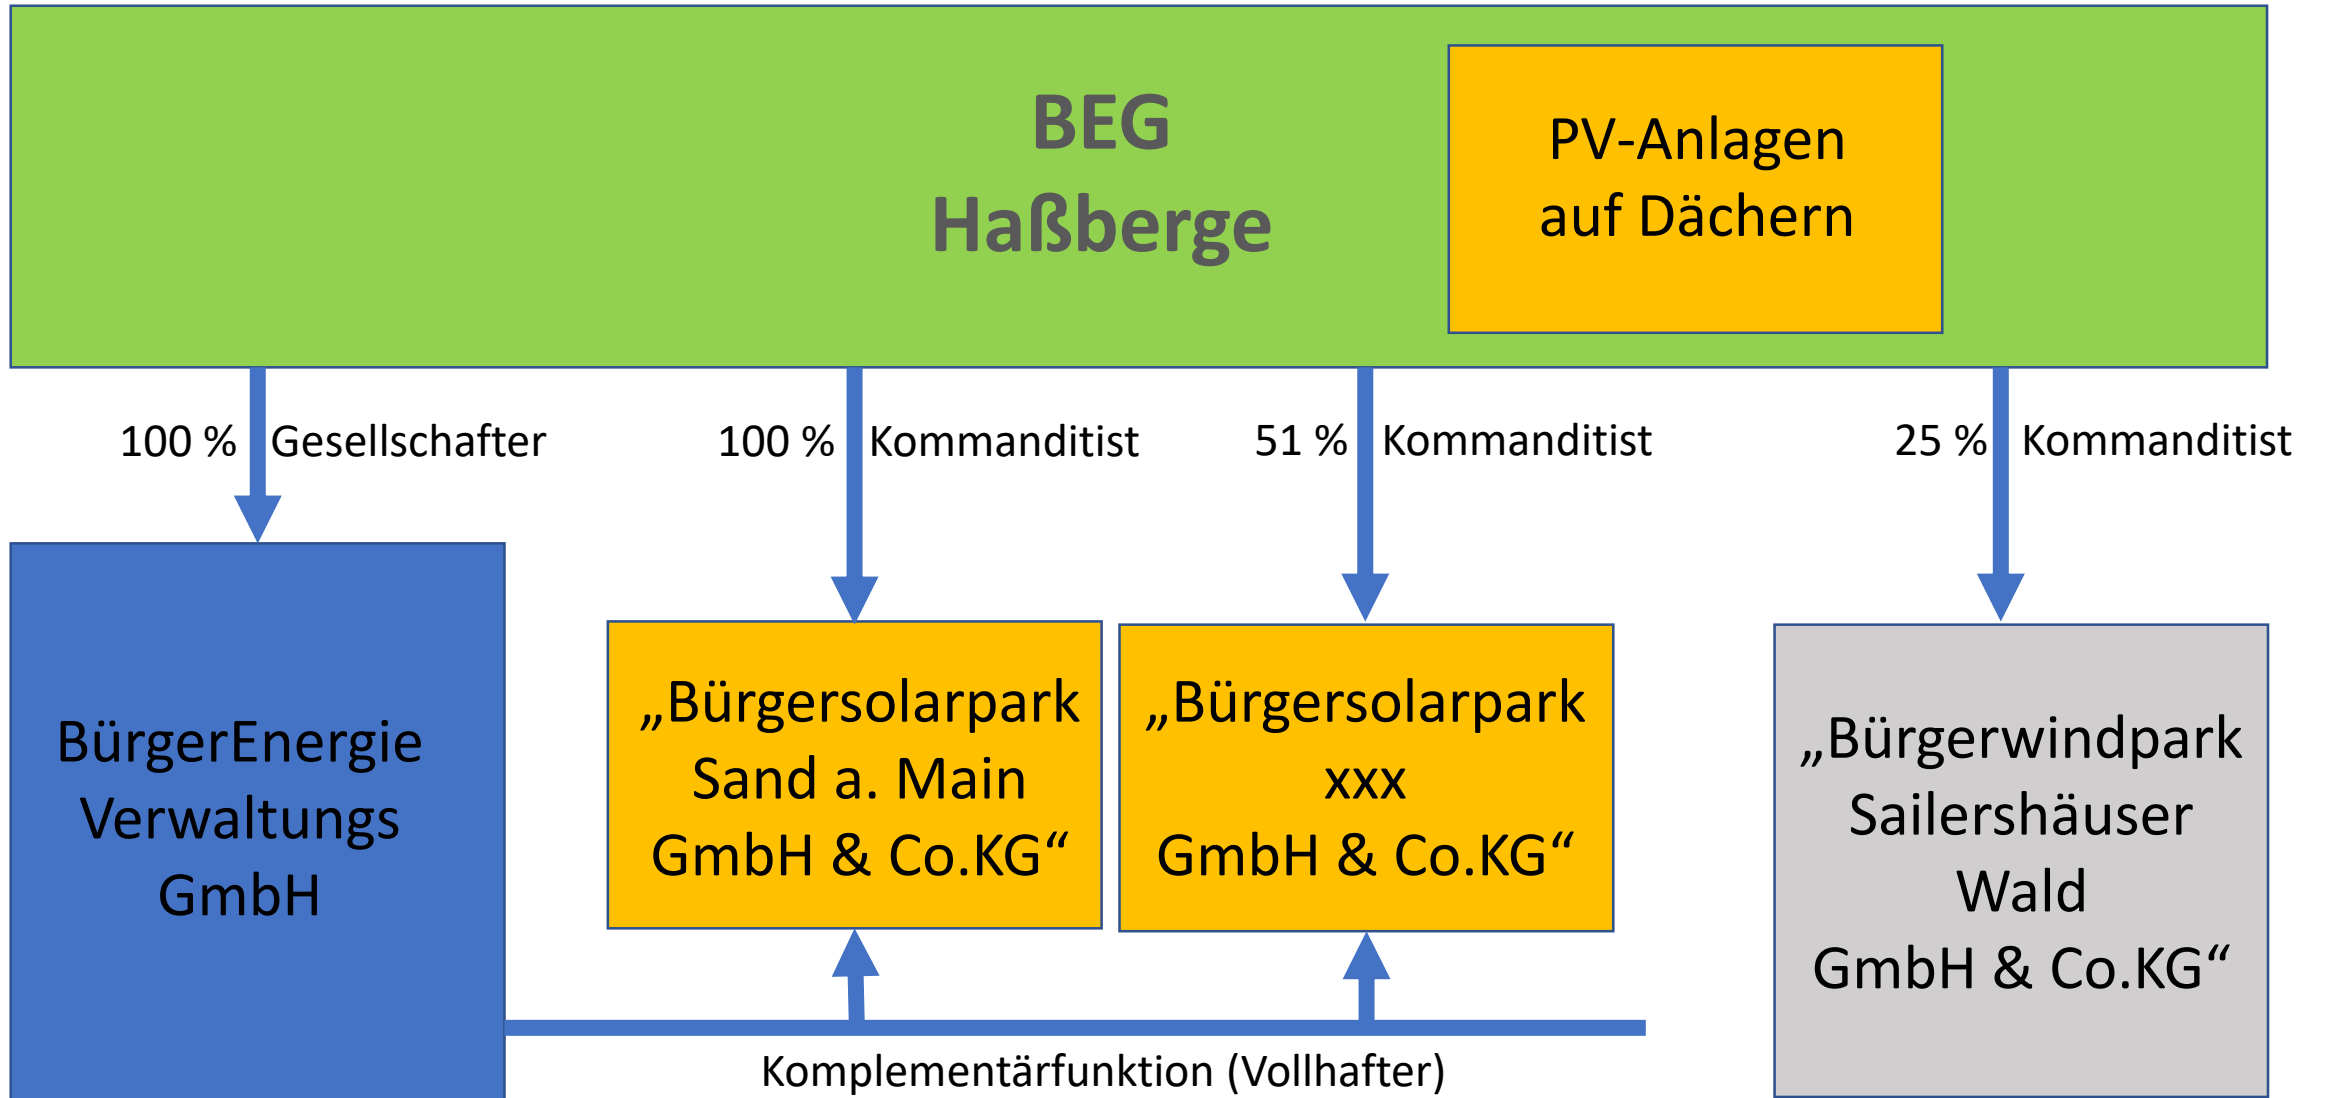 BEG
Haßberge
PV-Anlagen
auf Dächern
100 % Gesellschafter
100 % Kommanditist
51 % Kommanditist
25 % Kommanditist
BürgerEnergie
Verwaltungs
GmbH
„Bürgersolarpark
Sand a. Main
GmbH & Co.KG“
„Bürgersolarpark
xxx
GmbH & Co.KG“
„Bürgerwindpark
Sailershäuser
Wald
GmbH & Co.KG“
Komplementärfunktion (Vollhafter)